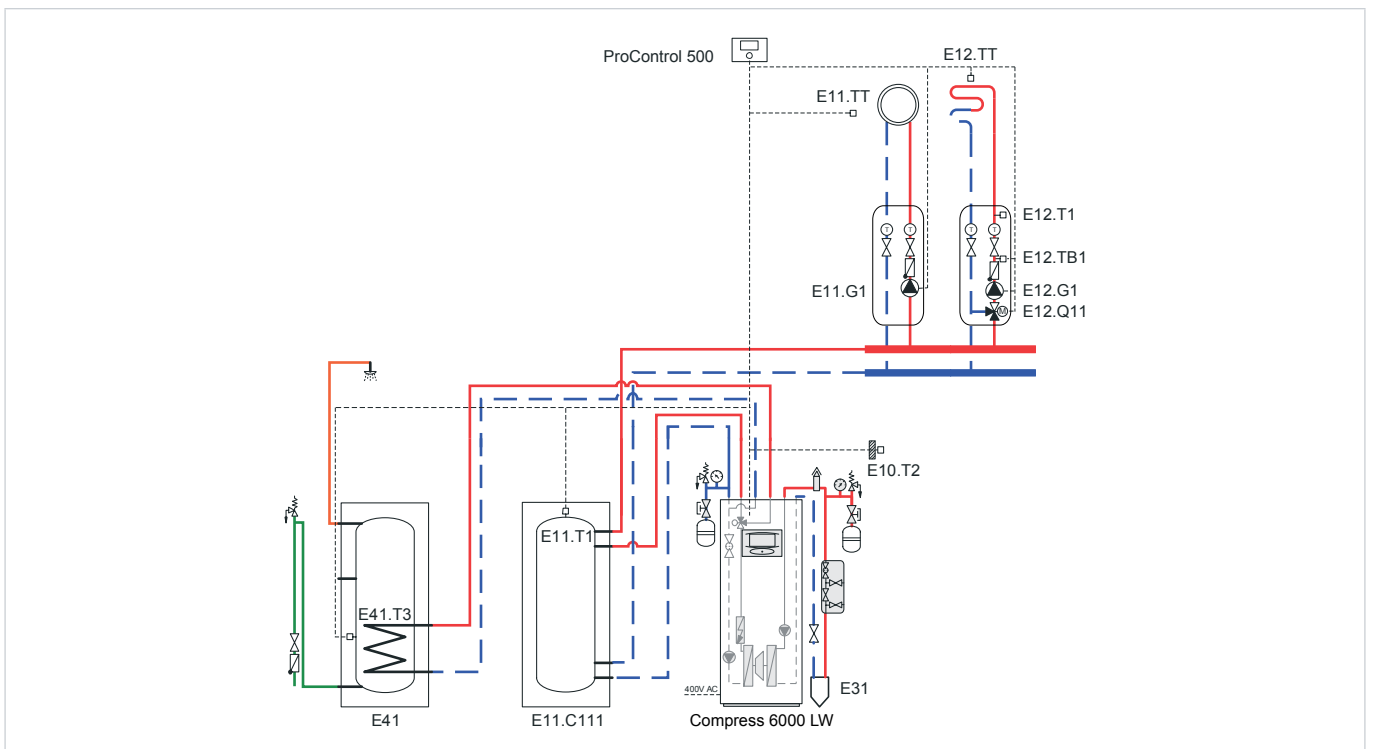 ProControl 500
E12.TT
E11.TT
T
T
T
T
E12.T1
E12.TB1
E11.G1
E12.G1
M
E12.Q11
E10.T2
E11.T1
E41.T3
400V AC
E31
E41
E11.C111
Compress 6000 LW